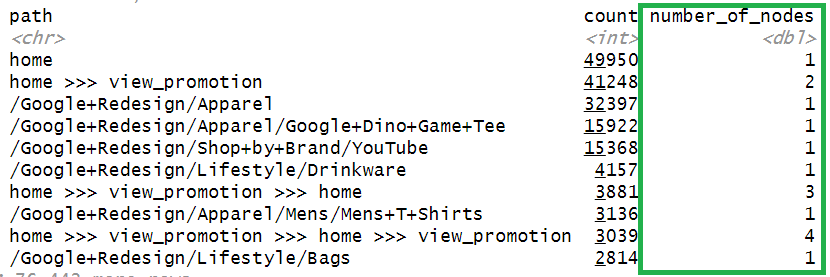 path count number_of_nodes
<chr> <int> <dbl>
home 49950 1
home >>> view_promotion 41248 2
/Google+Redesign/Apparel 32397 1
/Google+Redesign/Apparel/Google+Dino+Game+Tee 15922 1
/Google+Redesign/Shop+by+Brand/YouTube 15368 1
/Google+Redesign/Lifestyle/Drinkware 4157 1
home >>> view_promotion >>> home 3881 3
/Google+Redesign/Apparel/Mens/Mens+T+Shirts 3136 1
home >>> view_promotion >>> home >>> view_promotion 3039 4
/Google+Redesign/Lifestyle/Bags 2814 1